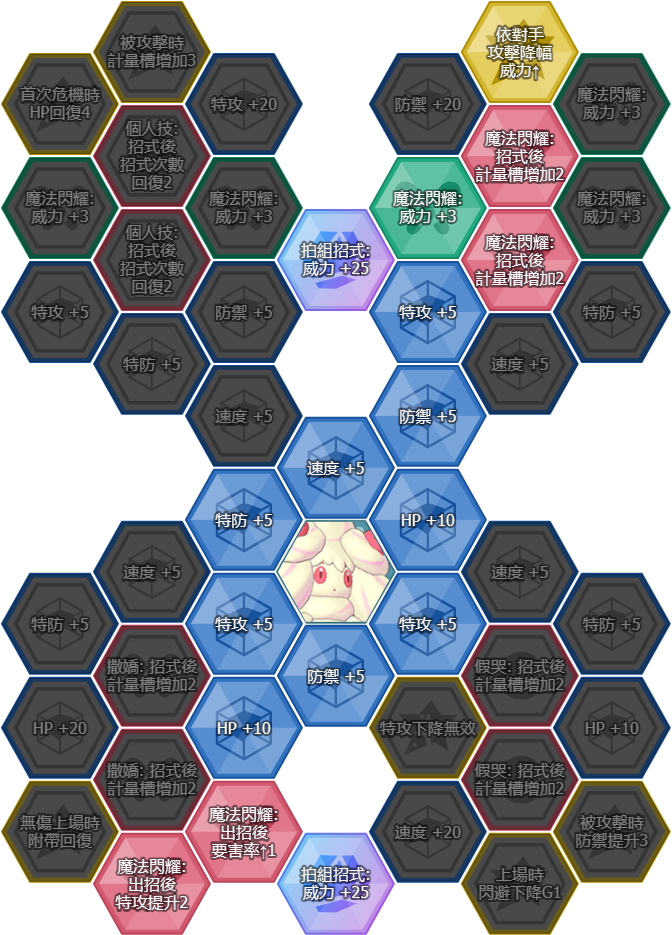 被攻擊時
計量槽增加3
依對手
攻擊降幅
威力↑
首次危機時
HP回復4
特攻 +20
防禦 +20
魔法閃耀:
威力 +3
個人技:
招式後
招式次數
回復2
魔法閃耀:
招式後
計量槽增加2
魔法閃耀:
威力 +3
魔法閃耀:
威力 +3
魔法閃耀:
威力 +3
魔法閃耀:
威力 +3
個人技:
招式後
招式次數
回復2
拍組招式:
威力 +25
魔法閃耀:
招式後
計量槽增加2
特攻 +5
防禦 +5
特攻 +5
特防 +5
特防 +5
速度 +5
速度 +5
防禦 +5
速度 +5
特防 +5
HP +10
速度 +5
速度 +5
特防 +5
特攻 +5
特攻 +5
特防 +5
撒嬌: 招式後
計量槽增加2
防禦 +5
假哭: 招式後
計量槽增加2
HP +20
HP +10
特攻下降無效
HP +10
撒嬌: 招式後
計量槽增加2
假哭: 招式後
計量槽增加2
無傷上場時
附帶回復
魔法閃耀:
出招後
要害率↑1
速度 +20
被攻擊時
防禦提升3
魔法閃耀:
出招後
特攻提升2
拍組招式:
威力 +25
上場時
閃避下降G1